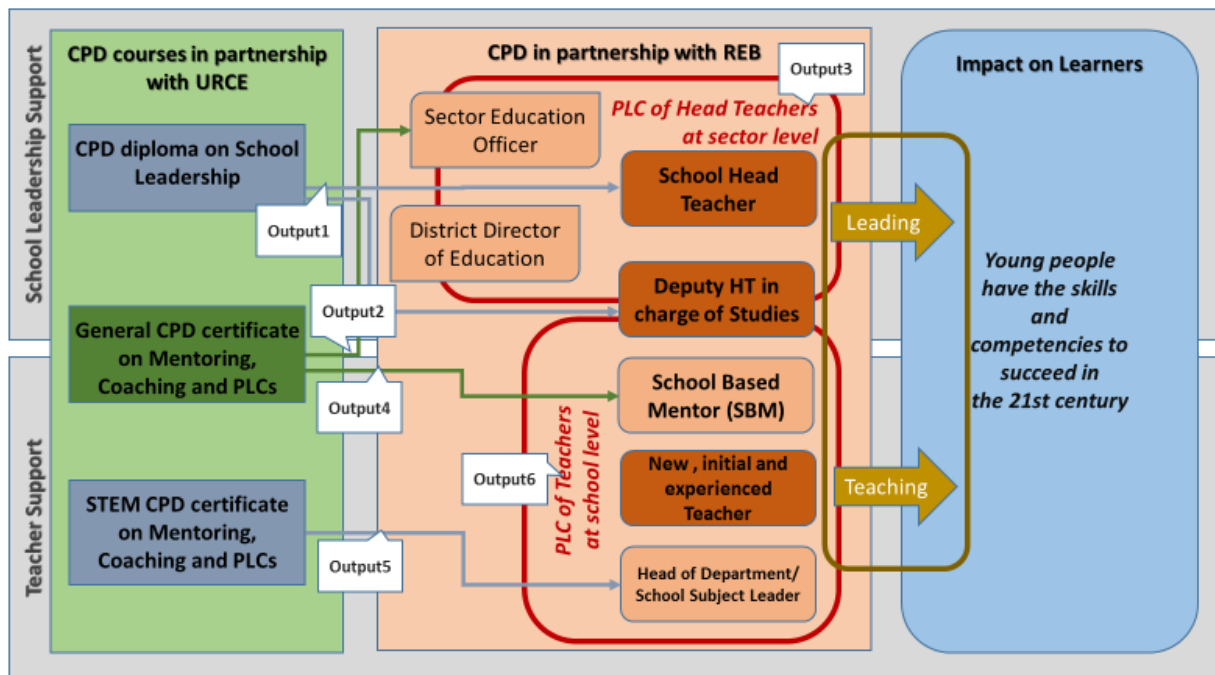 School Leadership Support
Teacher Support
CPD courses in partnership
with URCE
CPD diploma on School
Leadership
Output1
General CPD certificate
on Mentoring,
Coaching and PLCs
Output2
Output4
STEM CPD certificate
on Mentoring,
Coaching and PLCs
Output5
CPD in partnership with REB
Output3
PLC of Head Teachers
at sector level
Sector Education
Officer
School Head
Teacher
District Director
of Education
Deputy HT in
charge of Studies
School Based
Mentor (SBM)
Output6
PLC of Teachers
at school level
New , initial and
experienced
Teacher
Head of Department/
School Subject Leader
Impact on Learners
Leading
Teaching
Young people
have the skills
and
competencies to
succeed in
the 21st century